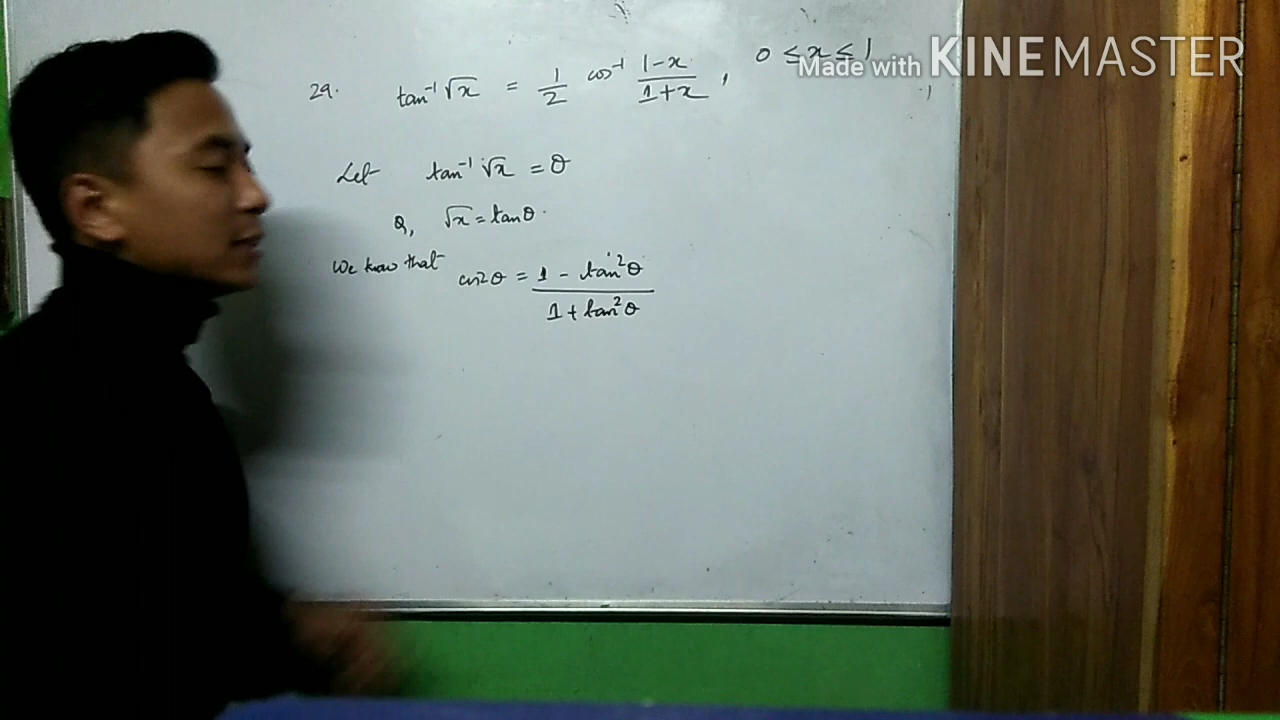 29. tan⁻¹ √x = 1/2 cos⁻¹ (1-x)/(1+x), 0 ≤ x ≤ 1
Made with KINEMASTER
Let tan⁻¹ √x = θ
Or, √x = tanθ.
We know that cos2θ = (1 - tan²θ)/(1 + tan²θ)